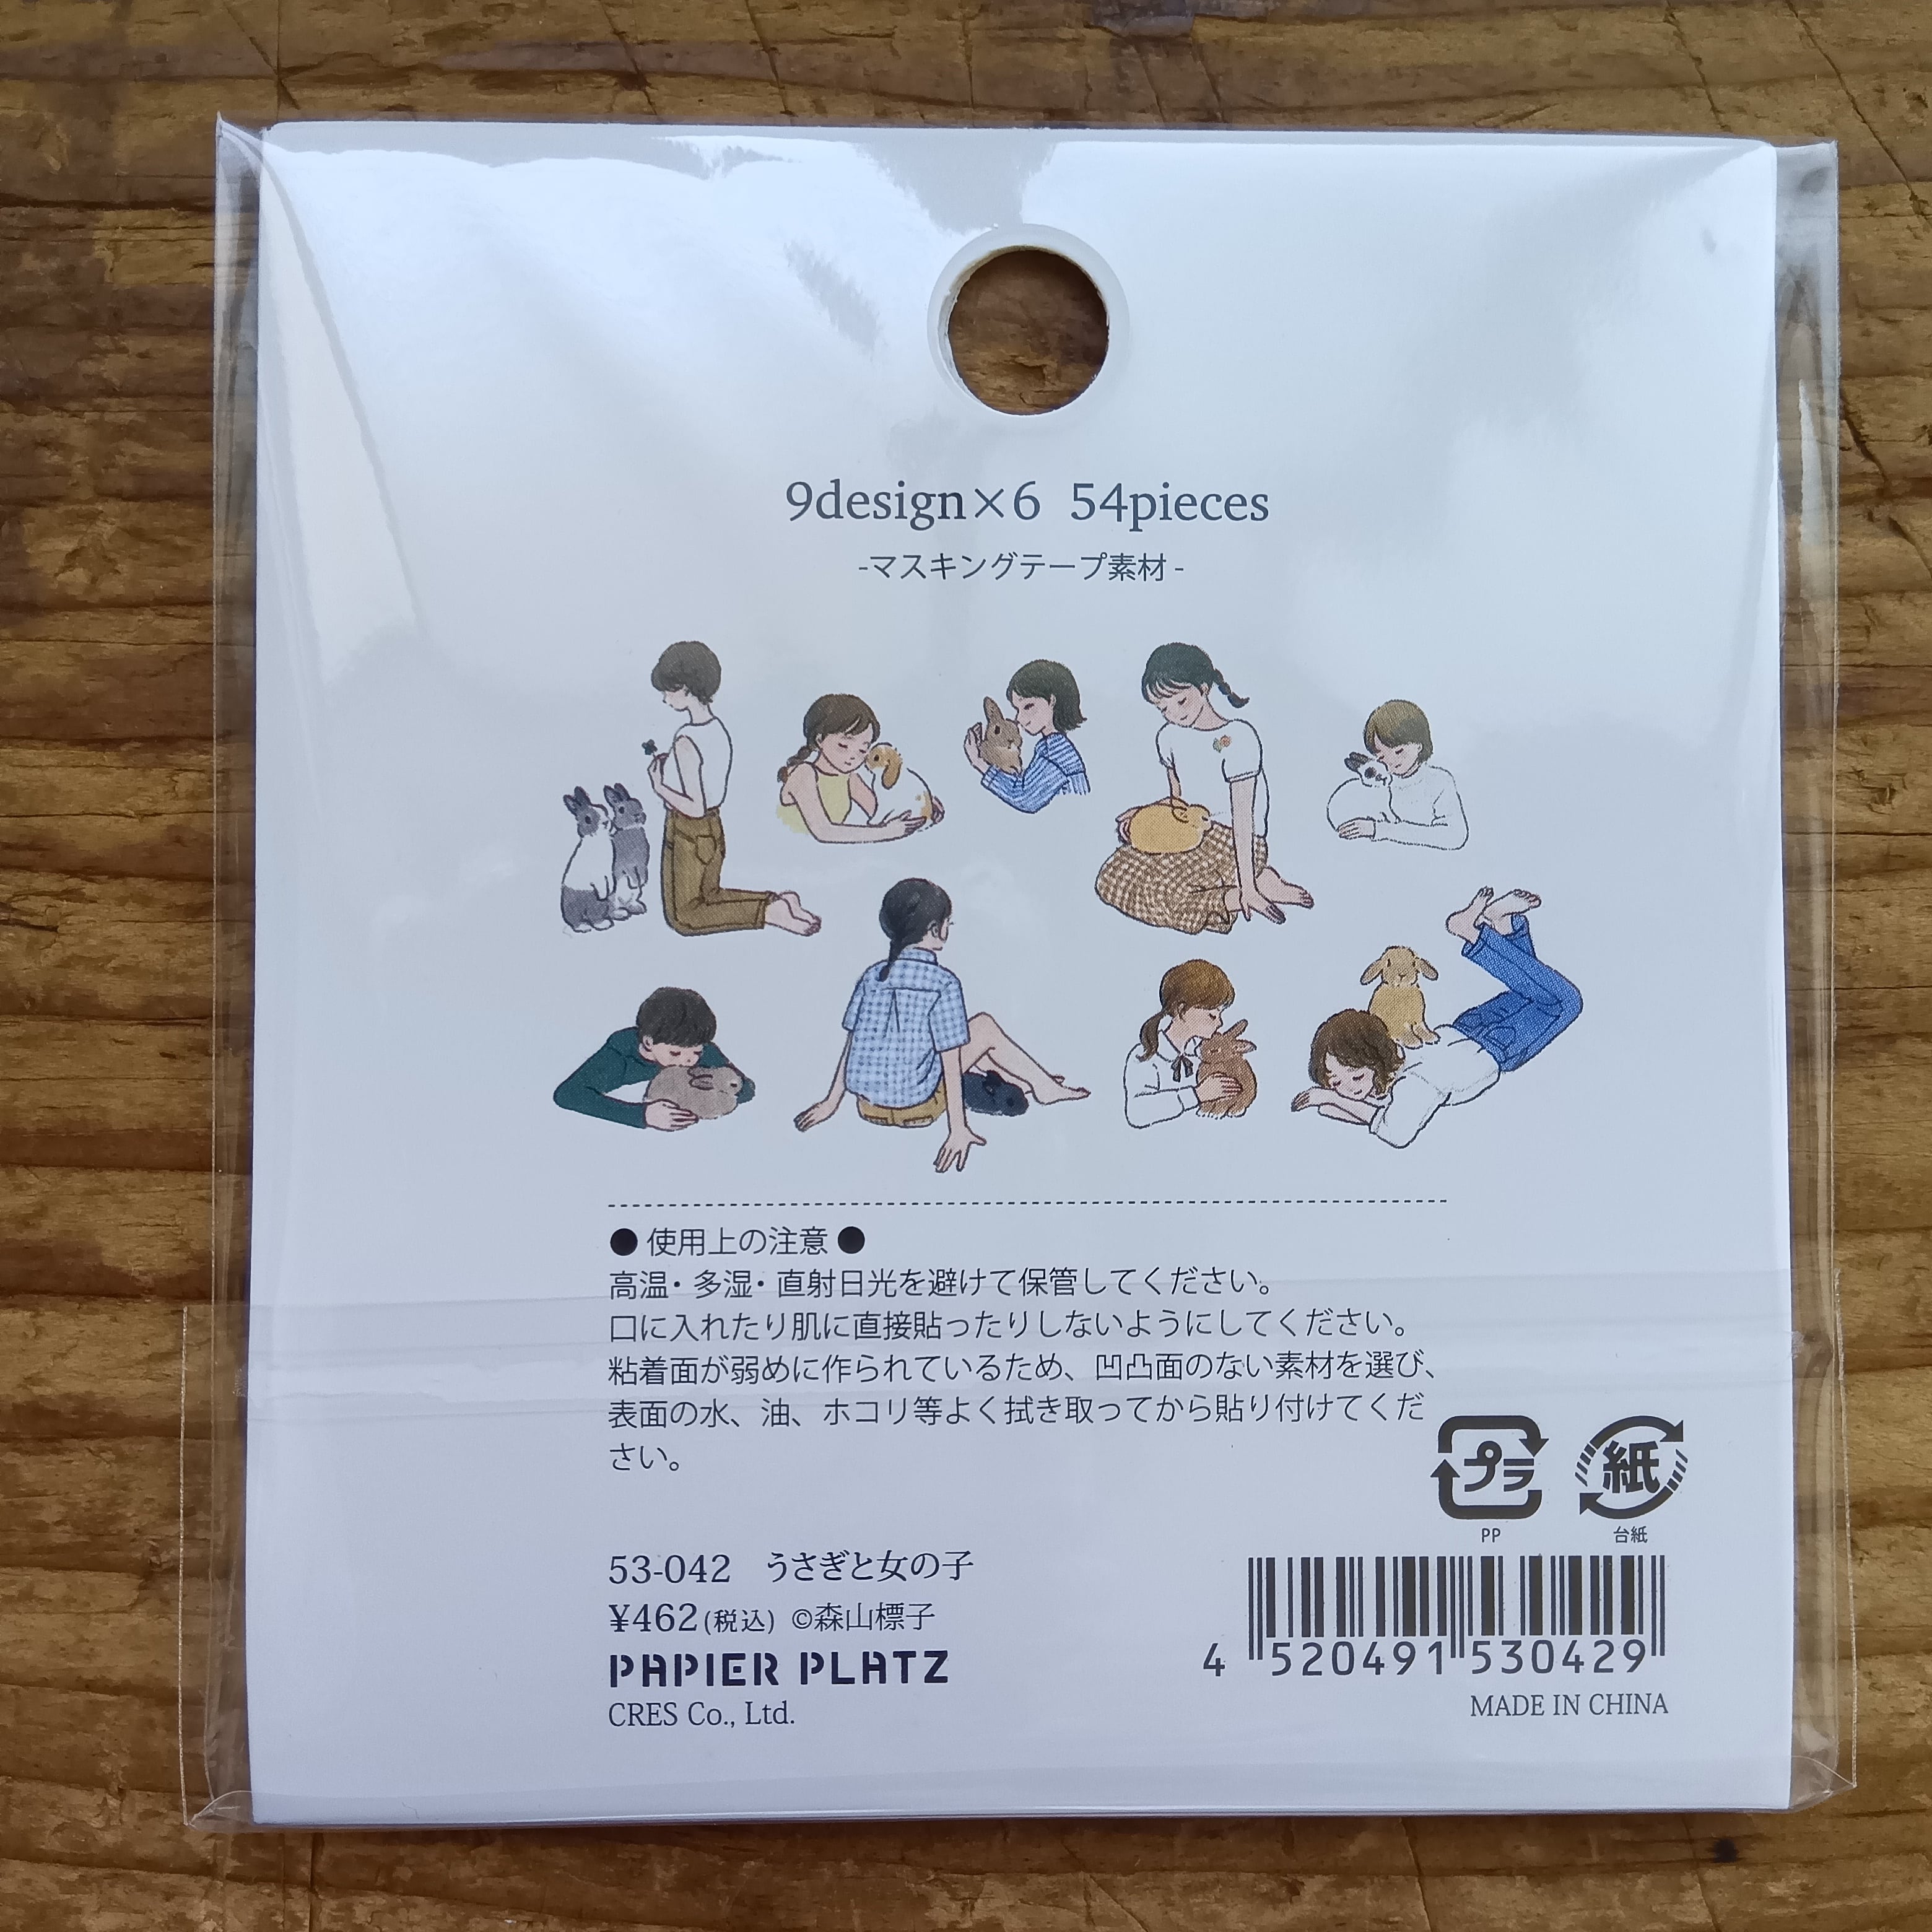 9design×6 54pieces
-マスキングテープ素材-
● 使用上の注意 ●
高温・多湿・直射日光を避けて保管してください。
口に入れたり肌に直接貼ったりしないようにしてください。
粘着面が弱めに作られているため、凹凸面のない素材を選び、
表面の水、油、ホコリ等よく拭き取ってから貼り付けてくだ
さい。
プラ
PP
紙
台紙
53-042 うさぎと女の子
¥462(税込) ©森山標子
PAPIER PLATZ
CRES Co., Ltd.
4 520491 530429
MADE IN CHINA